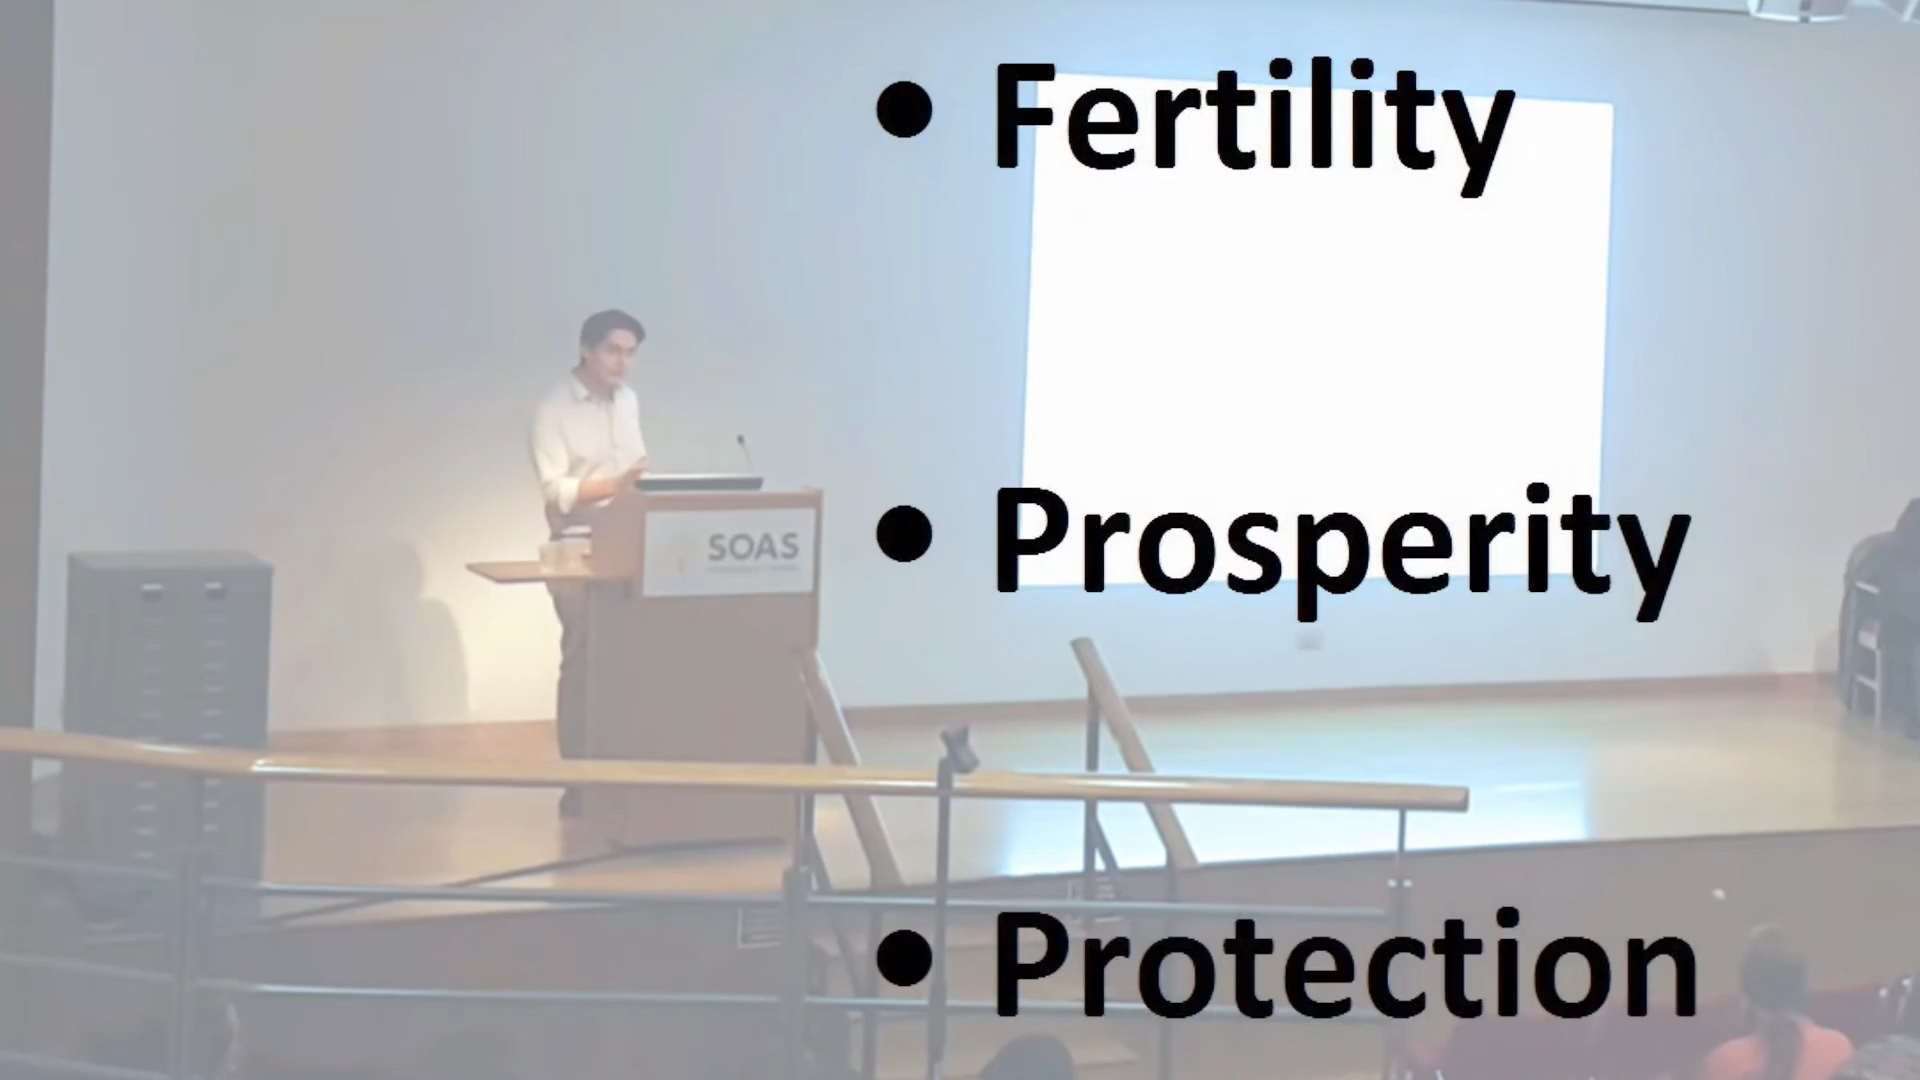 • Fertility
SOAS
• Prosperity
• Protection